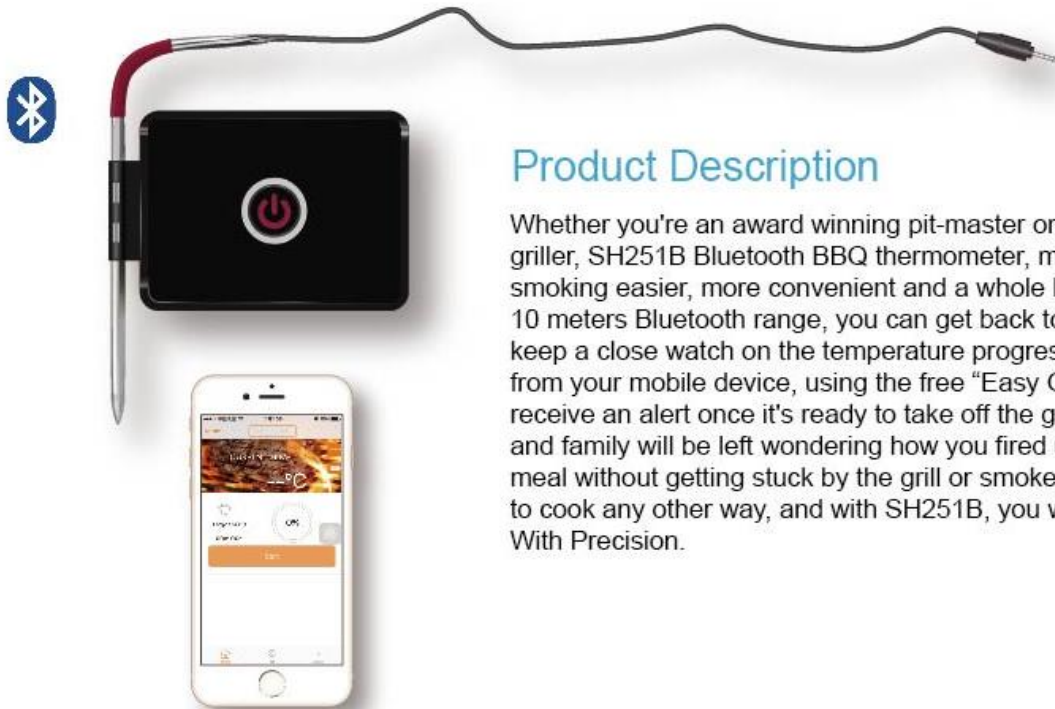 Product Description
Whether you're an award winning pit-master or
griller, SH251B Bluetooth BBQ thermometer, m
smoking easier, more convenient and a whole
10 meters Bluetooth range, you can get back to
keep a close watch on the temperature progres
from your mobile device, using the free “Easy
receive an alert once it's ready to take off the g
and family will be left wondering how you fired
meal without getting stuck by the grill or smoke
to cook any other way, and with SH251B, you w
With Precision.
--°C
0%
Start